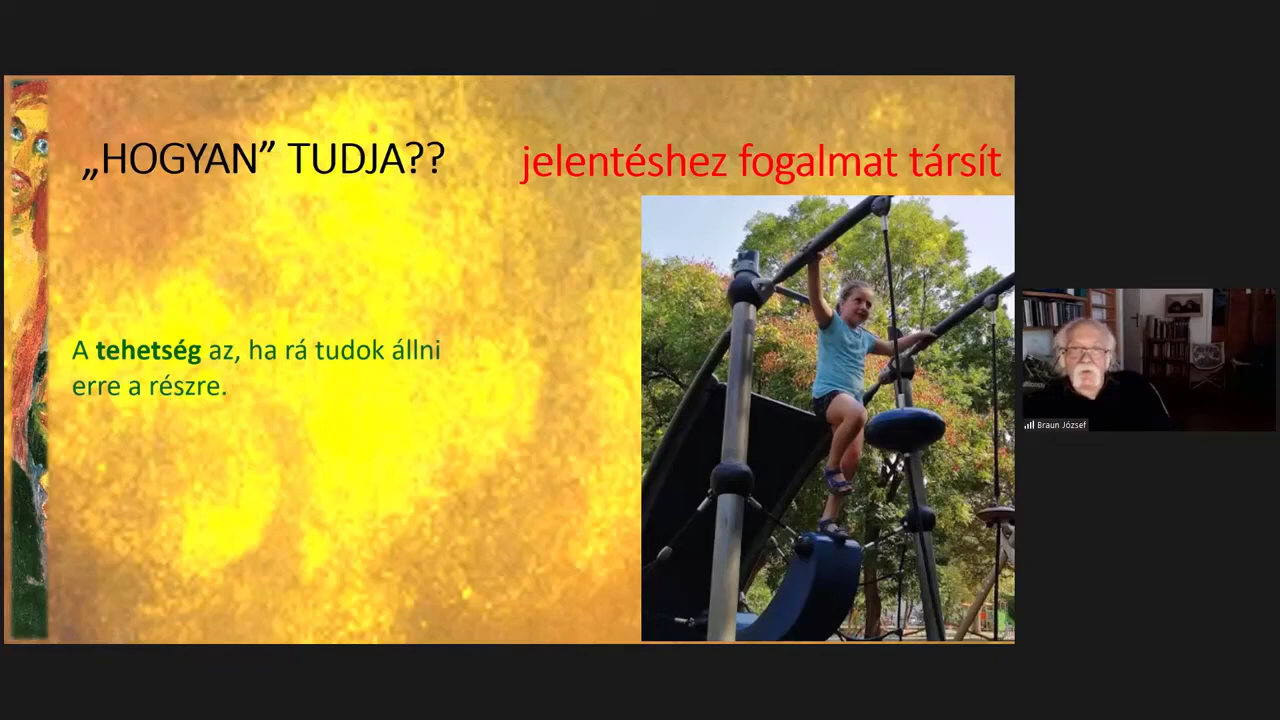 „HOGYAN” TUDJA??
jelentéshez fogalmat társít
A tehetség az, ha rá tudok állni
erre a részre.
Braun József